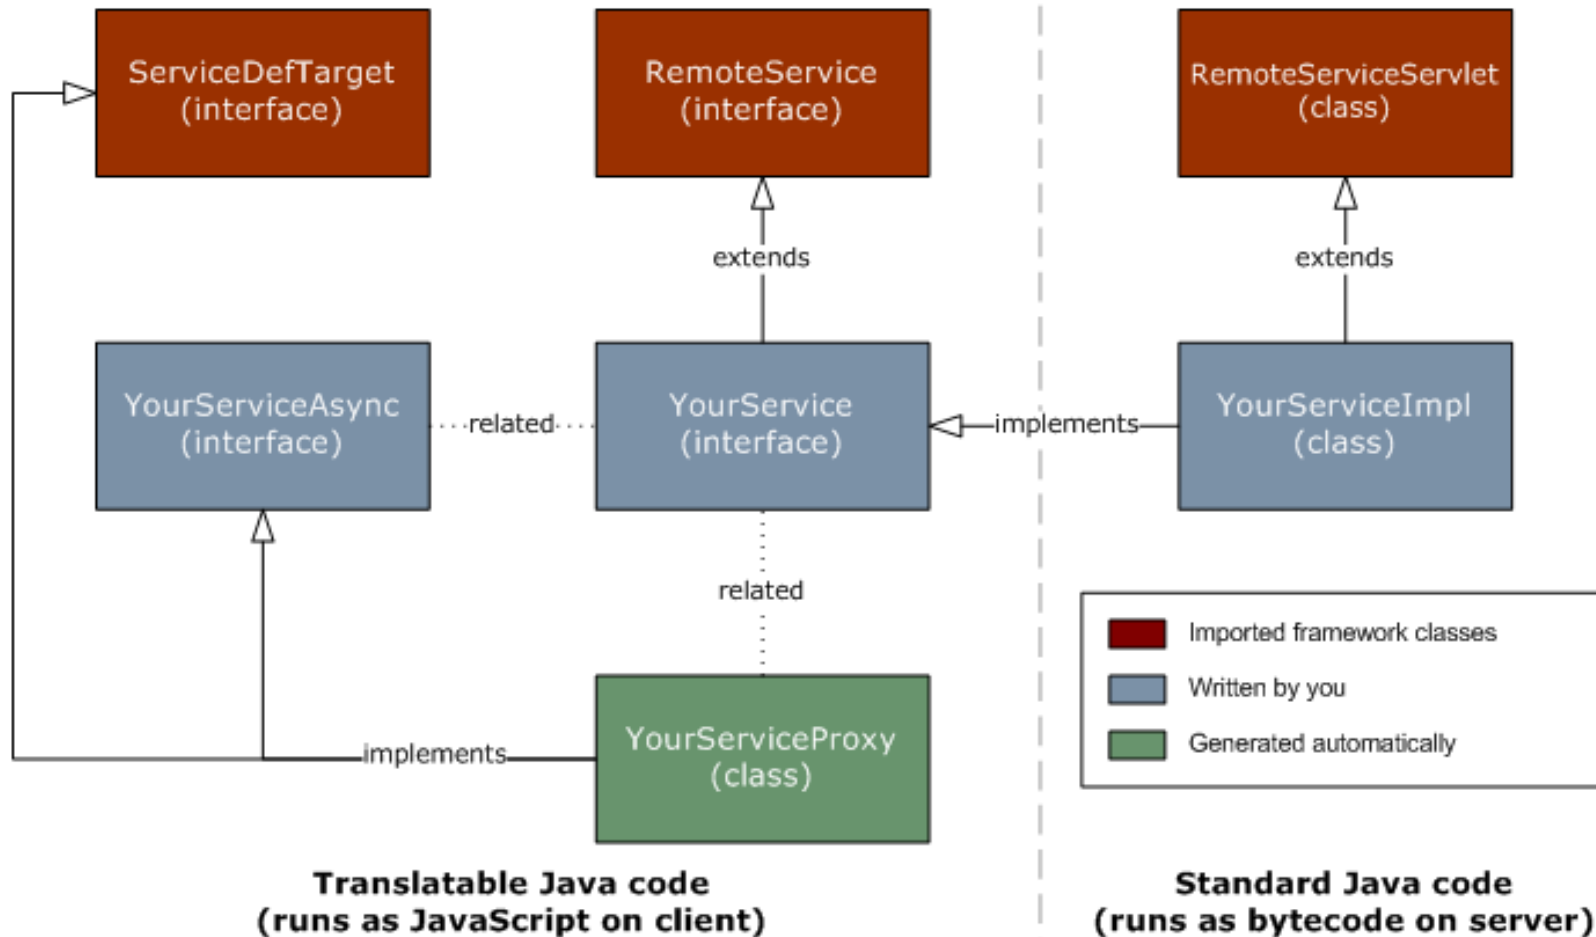 ServiceDefTarget
(interface)
RemoteService
(interface)
RemoteServiceServlet
(class)
extends
extends
YourServiceAsync
(interface)
related
YourService
(interface)
implements
YourServiceImpl
(class)
related
implements
YourServiceProxy
(class)
Imported framework classes
Written by you
Generated automatically
Translatable Java code
(runs as JavaScript on client)
Standard Java code
(runs as bytecode on server)